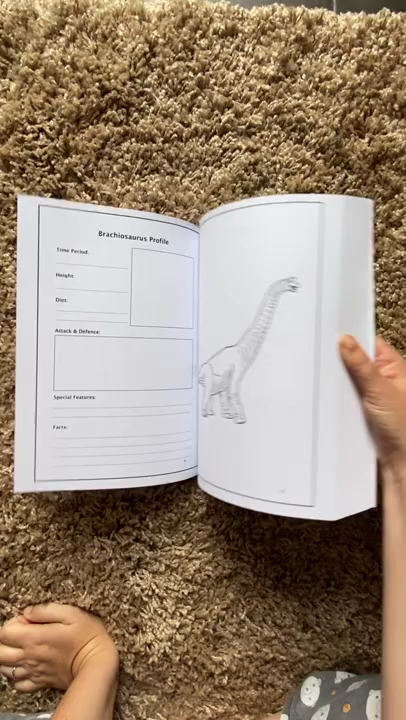 Brachiosaurus Profile
Time Period:
Height:
Diet:
Attack & Defence:
Special Features:
Facts: